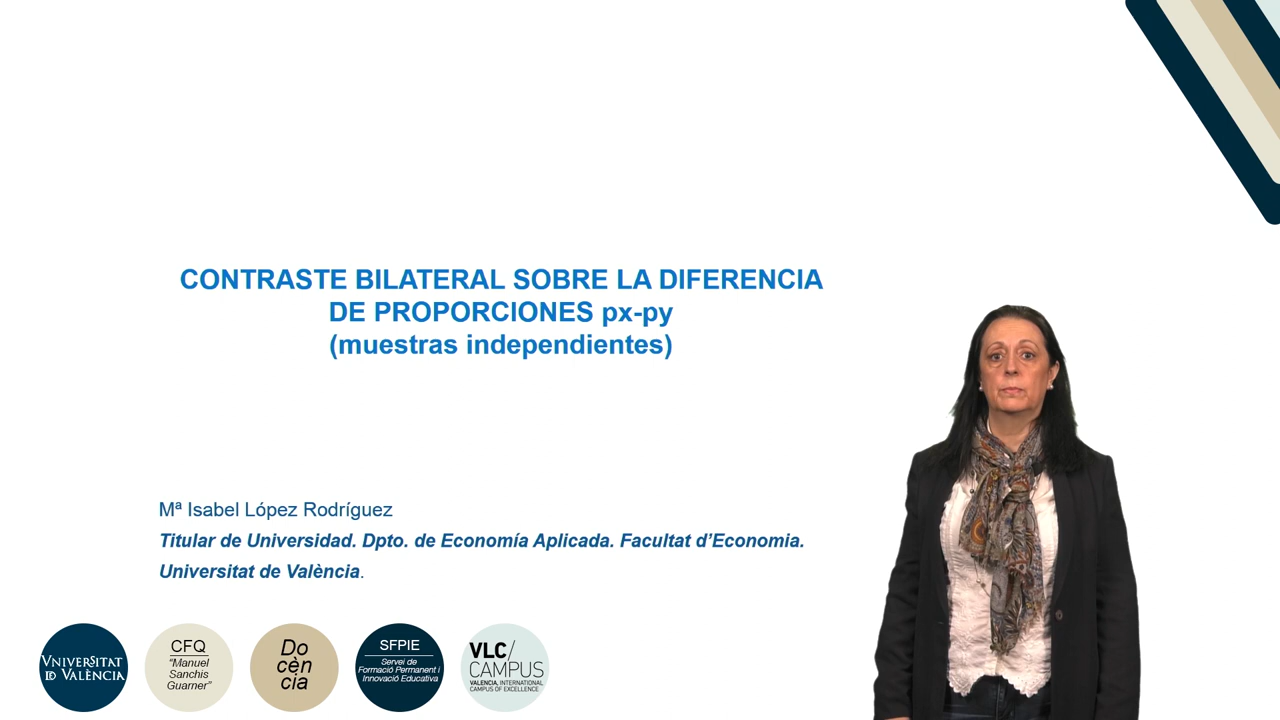 CONTRASTE BILATERAL SOBRE LA DIFERENCIA
DE PROPORCIONES px-py
(muestras independientes)
Mª Isabel López Rodríguez
Titular de Universidad. Dpto. de Economía Aplicada. Facultat d’Economia.
Universitat de València.
VNIVERSITAT
ID VALÈNCIA
CFQ
“Manuel
Sanchis
Guarner”
Do
cèn
cia
SFPIE
Servei de
Formació Permanent i
Innovació Educativa
VLC/
CAMPUS
VALENCIA, INTERNATIONAL
CAMPUS OF EXCELLENCE